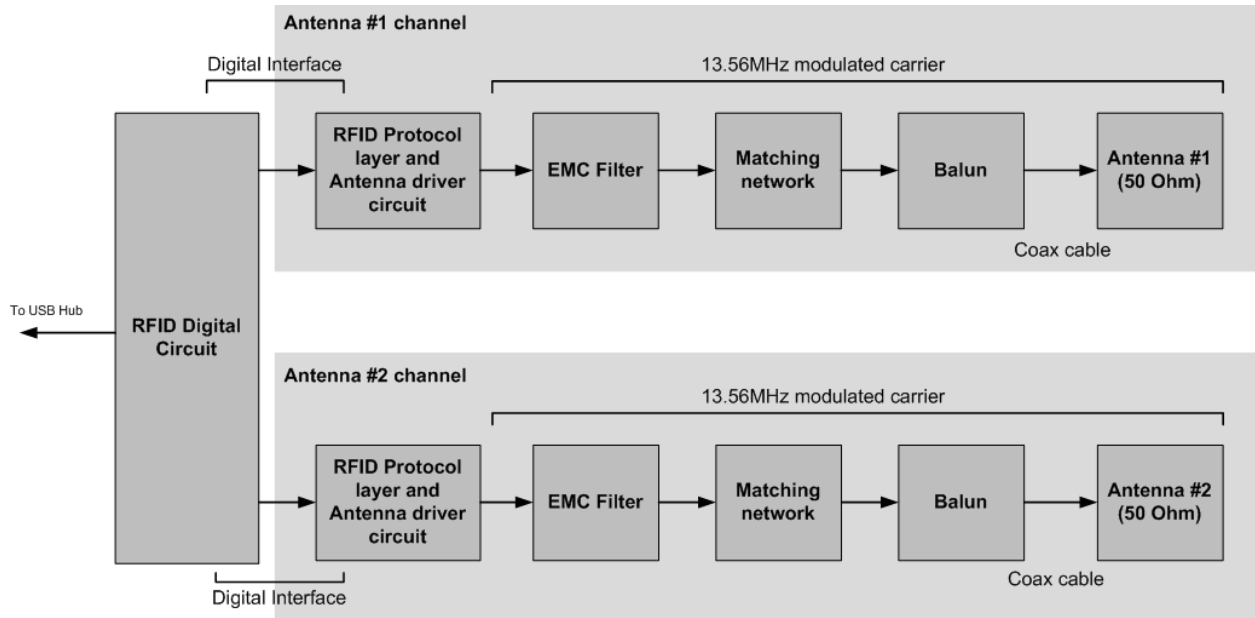 Antenna #1 channel
Digital Interface
13.56MHz modulated carrier
RFID Protocol
layer and
Antenna driver
circuit
EMC Filter
Matching
network
Balun
Antenna #1
(50 Ohm)
Coax cable
To USB Hub
RFID Digital
Circuit
Antenna #2 channel
13.56MHz modulated carrier
RFID Protocol
layer and
Antenna driver
circuit
EMC Filter
Matching
network
Balun
Antenna #2
(50 Ohm)
Coax cable
Digital Interface